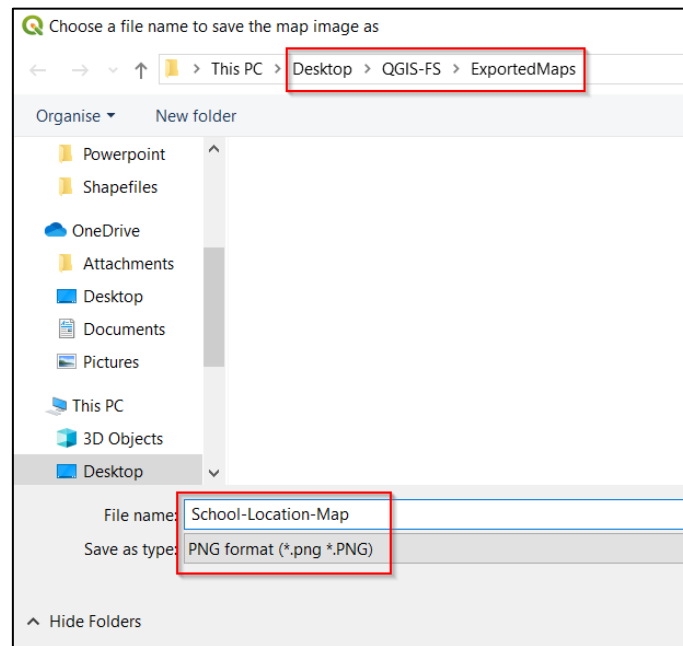 Choose a file name to save the map image as
This PC > Desktop > QGIS-FS > ExportedMaps
Organise New folder
Powerpoint
Shapefiles
OneDrive
Attachments
Desktop
Documents
Pictures
This PC
3D Objects
Desktop
File name: School-Location-Map
Save as type: PNG format (*.png *.PNG)
Hide Folders